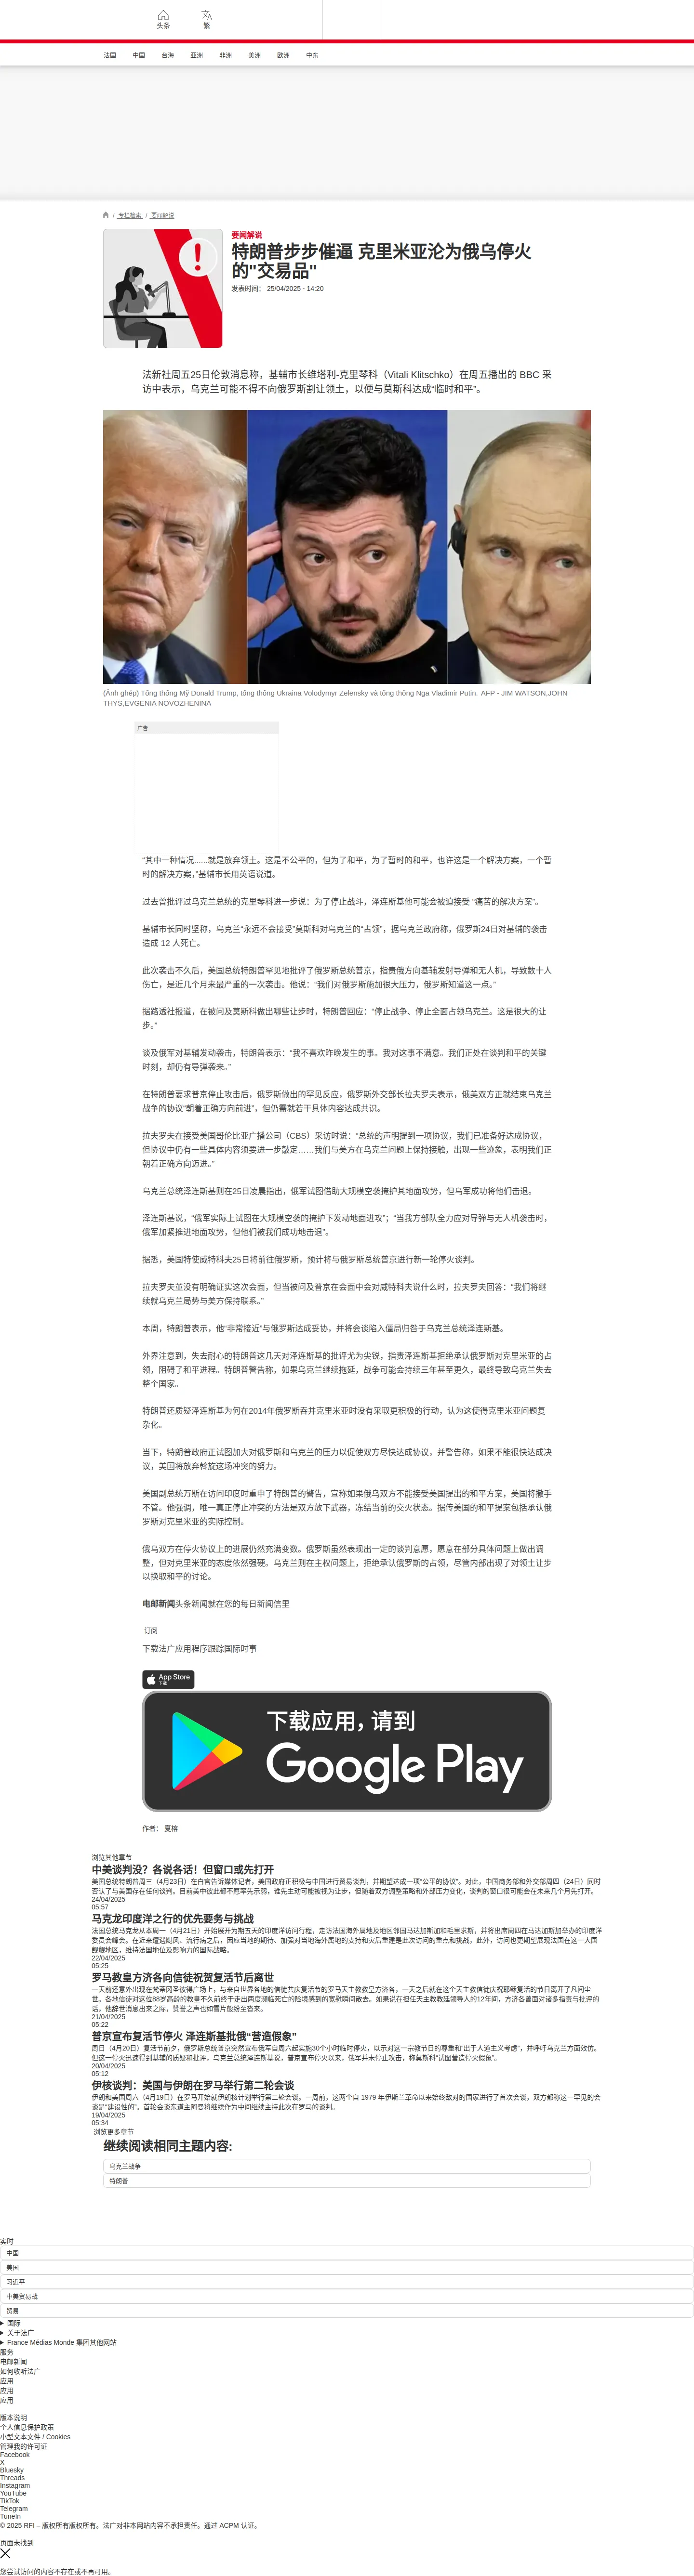 头条
繁
法国
中国
台海
亚洲
非洲
美洲
欧洲
中东
/ 专栏检索 / 要闻解说
要闻解说
特朗普步步催逼 克里米亚沦为俄乌停火
的"交易品"
发表时间： 25/04/2025 - 14:20
法新社周五25日伦敦消息称，基辅市长维塔利-克里琴科（Vitali Klitschko）在周五播出的 BBC 采
访中表示，乌克兰可能不得不向俄罗斯割让领土，以便与莫斯科达成“临时和平”。
(Ảnh ghép) Tổng thống Mỹ Donald Trump, tổng thống Ukraina Volodymyr Zelensky và tổng thống Nga Vladimir Putin. AFP - JIM WATSON,JOHN
THYS,EVGENIA NOVOZHENINA
广告
“其中一种情况......就是放弃领土。这是不公平的，但为了和平，为了暂时的和平，也许这是一个解决方案，一个暂
时的解决方案，”基辅市长用英语说道。
过去曾批评过乌克兰总统的克里琴科进一步说：为了停止战斗，泽连斯基他可能会被迫接受 “痛苦的解决方案”。
基辅市长同时坚称，乌克兰“永远不会接受”莫斯科对乌克兰的“占领”，据乌克兰政府称，俄罗斯24日对基辅的袭击
造成 12 人死亡。
此次袭击不久后，美国总统特朗普罕见地批评了俄罗斯总统普京，指责俄方向基辅发射导弹和无人机，导致数十人
伤亡，是近几个月来最严重的一次袭击。他说：“我们对俄罗斯施加很大压力，俄罗斯知道这一点。”
据路透社报道，在被问及莫斯科做出哪些让步时，特朗普回应：“停止战争、停止全面占领乌克兰。这是很大的让
步。”
谈及俄军对基辅发动袭击，特朗普表示：“我不喜欢昨晚发生的事。我对这事不满意。我们正处在谈判和平的关键
时刻，却仍有导弹袭来。”
在特朗普要求普京停止攻击后，俄罗斯做出的罕见反应，俄罗斯外交部长拉夫罗夫表示，俄美双方正就结束乌克兰
战争的协议“朝着正确方向前进”，但仍需就若干具体内容达成共识。
拉夫罗夫在接受美国哥伦比亚广播公司（CBS）采访时说：“总统的声明提到一项协议，我们已准备好达成协议，
但协议中仍有一些具体内容须要进一步敲定……我们与美方在乌克兰问题上保持接触，出现一些迹象，表明我们正
朝着正确方向迈进。”
乌克兰总统泽连斯基则在25日凌晨指出，俄军试图借助大规模空袭掩护其地面攻势，但乌军成功将他们击退。
泽连斯基说，“俄军实际上试图在大规模空袭的掩护下发动地面进攻”；“当我方部队全力应对导弹与无人机袭击时，
俄军加紧推进地面攻势，但他们被我们成功地击退”。
据悉，美国特使威特科夫25日将前往俄罗斯，预计将与俄罗斯总统普京进行新一轮停火谈判。
拉夫罗夫並没有明确证实这次会面，但当被问及普京在会面中会对威特科夫说什么时，拉夫罗夫回答：“我们将继
续就乌克兰局势与美方保持联系。”
本周，特朗普表示，他“非常接近”与俄罗斯达成妥协，并将会谈陷入僵局归咎于乌克兰总统泽连斯基。
外界注意到，失去耐心的特朗普这几天对泽连斯基的批评尤为尖锐，指责泽连斯基拒绝承认俄罗斯对克里米亚的占
领，阻碍了和平进程。特朗普警告称，如果乌克兰继续拖延，战争可能会持续三年甚至更久，最终导致乌克兰失去
整个国家。
特朗普还质疑泽连斯基为何在2014年俄罗斯吞并克里米亚时没有采取更积极的行动，认为这使得克里米亚问题复
杂化。
当下，特朗普政府正试图加大对俄罗斯和乌克兰的压力以促使双方尽快达成协议，并警告称，如果不能很快达成决
议，美国将放弃斡旋这场冲突的努力。
美国副总统万斯在访问印度时重申了特朗普的警告，宣称如果俄乌双方不能接受美国提出的和平方案，美国将撒手
不管。他强调，唯一真正停止冲突的方法是双方放下武器，冻结当前的交火状态。据传美国的和平提案包括承认俄
罗斯对克里米亚的实际控制。
俄乌双方在停火协议上的进展仍然充满变数。俄罗斯虽然表现出一定的谈判意愿，愿意在部分具体问题上做出调
整，但对克里米亚的态度依然强硬。乌克兰则在主权问题上，拒绝承认俄罗斯的占领，尽管内部出现了对领土让步
以换取和平的讨论。
电邮新闻头条新闻就在您的每日新闻信里
订阅
下载法广应用程序跟踪国际时事
App Store
下载
下载应用，请到
Google Play
作者： 夏榕
浏览其他章节
中美谈判没？各说各话！但窗口或先打开
美国总统特朗普周三（4月23日）在白宫告诉媒体记者，美国政府正积极与中国进行贸易谈判，并期望达成一项“公平的协议”。对此，中国商务部和外交部周四（24日）同时
否认了与美国存在任何谈判。目前美中彼此都不愿率先示弱，谁先主动可能被视为让步，但随着双方调整策略和外部压力变化，谈判的窗口很可能会在未来几个月先打开。
24/04/2025
05:57
马克龙印度洋之行的优先要务与挑战
法国总统马克龙从本周一（4月21日）开始展开为期五天的印度洋访问行程，走访法国海外属地及地区邻国马达加斯加和毛里求斯，并将出席周四在马达加斯加举办的印度洋
委员会峰会。在近来遭遇飓风、流行病之后，因应当地的期待、加强对当地海外属地的支持和灾后重建是此次访问的重点和挑战，此外，访问也更期望展现法国在这一大国
觊觎地区，维持法国地位及影响力的国际战略。
22/04/2025
05:25
罗马教皇方济各向信徒祝贺复活节后离世
一天前还意外出现在梵蒂冈圣彼得广场上，与来自世界各地的信徒共庆复活节的罗马天主教教皇方济各，一天之后就在这个天主教信徒庆祝耶稣复活的节日离开了凡间尘
世。各地信徒对这位88岁高龄的教皇不久前终于走出两度濒临死亡的险境感到的宽慰瞬间散去。如果说在担任天主教教廷领导人的12年间，方济各曾面对诸多指责与批评的
话，他辞世消息出来之际，赞誉之声也如雪片般纷至沓来。
21/04/2025
05:22
普京宣布复活节停火 泽连斯基批俄“营造假象”
周日（4月20日）复活节前夕，俄罗斯总统普京突然宣布俄军自周六起实施30个小时临时停火，以示对这一宗教节日的尊重和“出于人道主义考虑”，并呼吁乌克兰方面效仿。
但这一停火迅速得到基辅的质疑和批评，乌克兰总统泽连斯基说，普京宣布停火以来，俄军并未停止攻击，称莫斯科“试图营造停火假象”。
20/04/2025
05:12
伊核谈判：美国与伊朗在罗马举行第二轮会谈
伊朗和美国周六（4月19日）在罗马开始就伊朗核计划举行第二轮会谈。一周前，这两个自 1979 年伊斯兰革命以来始终敌对的国家进行了首次会谈，双方都称这一罕见的会
谈是“建设性的”。首轮会谈东道主阿曼将继续作为中间继续主持此次在罗马的谈判。
19/04/2025
05:34
浏览更多章节
继续阅读相同主题内容:
乌克兰战争
特朗普
实时
中国
美国
习近平
中美贸易战
贸易
国际
关于法广
France Médias Monde 集团其他网站
服务
电邮新闻
如何收听法广
应用
应用
应用
版本说明
个人信息保护政策
小型文本文件 / Cookies
管理我的许可证
Facebook
X
Bluesky
Threads
Instagram
YouTube
TikTok
Telegram
TuneIn
© 2025 RFI – 版权所有版权所有。法广对非本网站内容不承担责任。通过 ACPM 认证。
页面未找到
您尝试访问的内容不存在或不再可用。